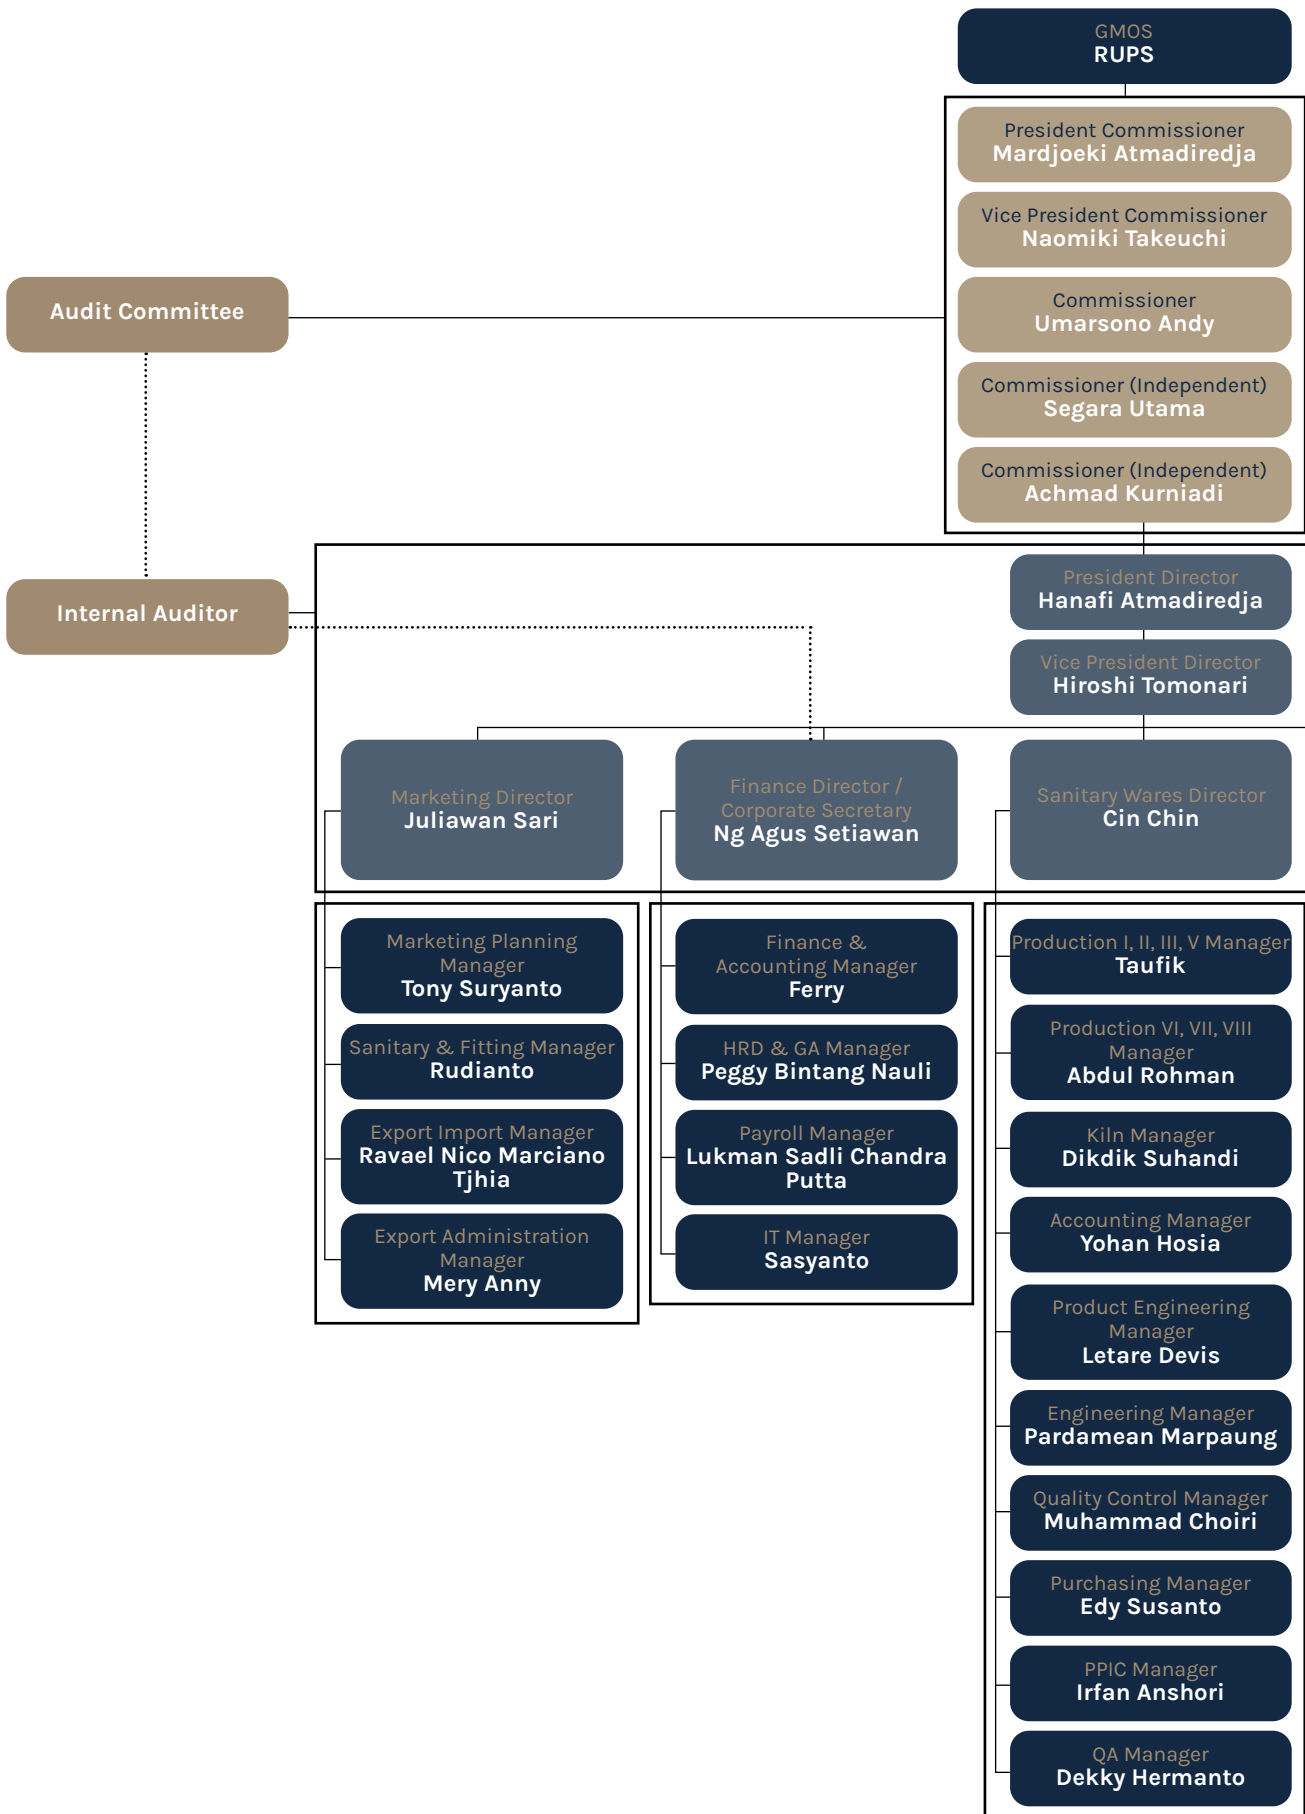 GMOS
RUPS
President Commissioner
Mardjoeki Atmadiredja
Vice President Commissioner
Naomiki Takeuchi
Commissioner
Umarsono Andy
Commissioner (Independent)
Segara Utama
Commissioner (Independent)
Achmad Kurniadi
Audit Committee
Internal Auditor
President Director
Hanafi Atmadiredja
Vice President Director
Hiroshi Tomonari
Marketing Director
Juliawan Sari
Finance Director /
Corporate Secretary
Ng Agus Setiawan
Sanitary Wares Director
Cin Chin
Marketing Planning
Manager
Tony Suryanto
Sanitary & Fitting Manager
Rudianto
Export Import Manager
Ravael Nico Marciano
Tjhia
Export Administration
Manager
Mery Anny
Finance &
Accounting Manager
Ferry
HRD & GA Manager
Peggy Bintang Nauli
Payroll Manager
Lukman Sadli Chandra
Putta
IT Manager
Sasyanto
Production I, II, III, V Manager
Taufik
Production VI, VII, VIII
Manager
Abdul Rohman
Kiln Manager
Dikdik Suhandi
Accounting Manager
Yohan Hosia
Product Engineering
Manager
Letare Devis
Engineering Manager
Pardamean Marpaung
Quality Control Manager
Muhammad Choiri
Purchasing Manager
Edy Susanto
PPIC Manager
Irfan Anshori
QA Manager
Dekky Hermanto